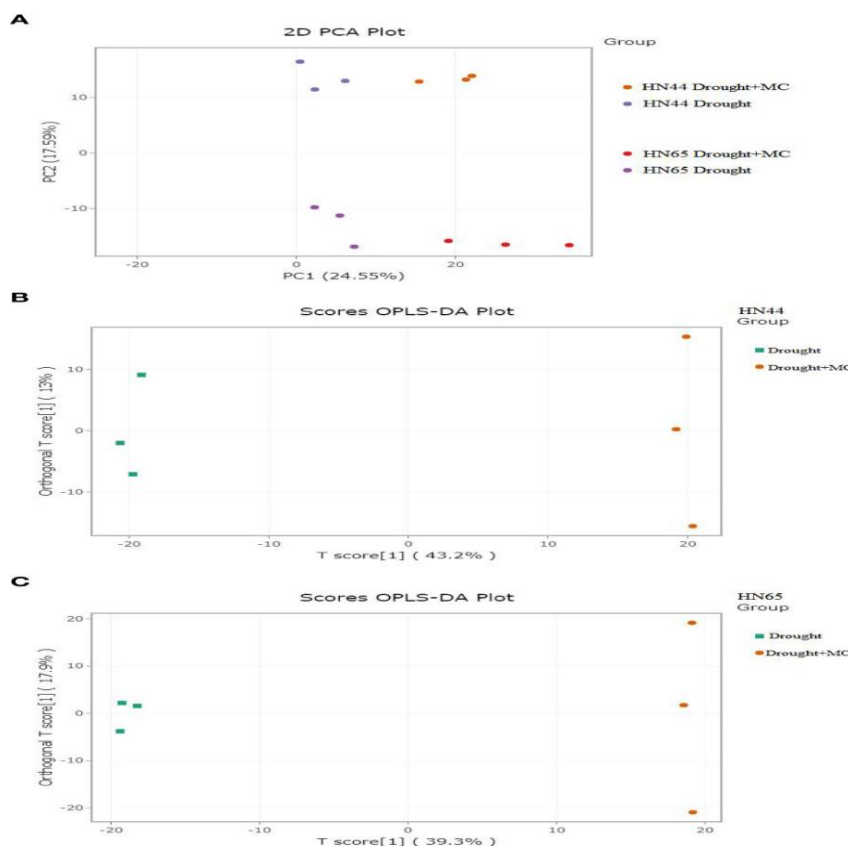 A
2D PCA Plot
Group
HN44 Drought+MC
HN44 Drought
HN65 Drought+MC
HN65 Drought
PC2 (17.59%)
10
0
-10
-20
0
20
PC1 (24.55%)
B
Scores OPLS-DA Plot
HN44
Group
Drought
Drought+MC
Orthogonal T score[1] ( 13%)
10
0
-10
-20
-10
0
10
20
T score[1] ( 43.2%)
C
Scores OPLS-DA Plot
HN65
Group
Drought
Drought+MC
Orthogonal T score[1] ( 17.9%)
20
10
0
-10
-20
-20
-10
0
10
20
T score[1] ( 39.3%)